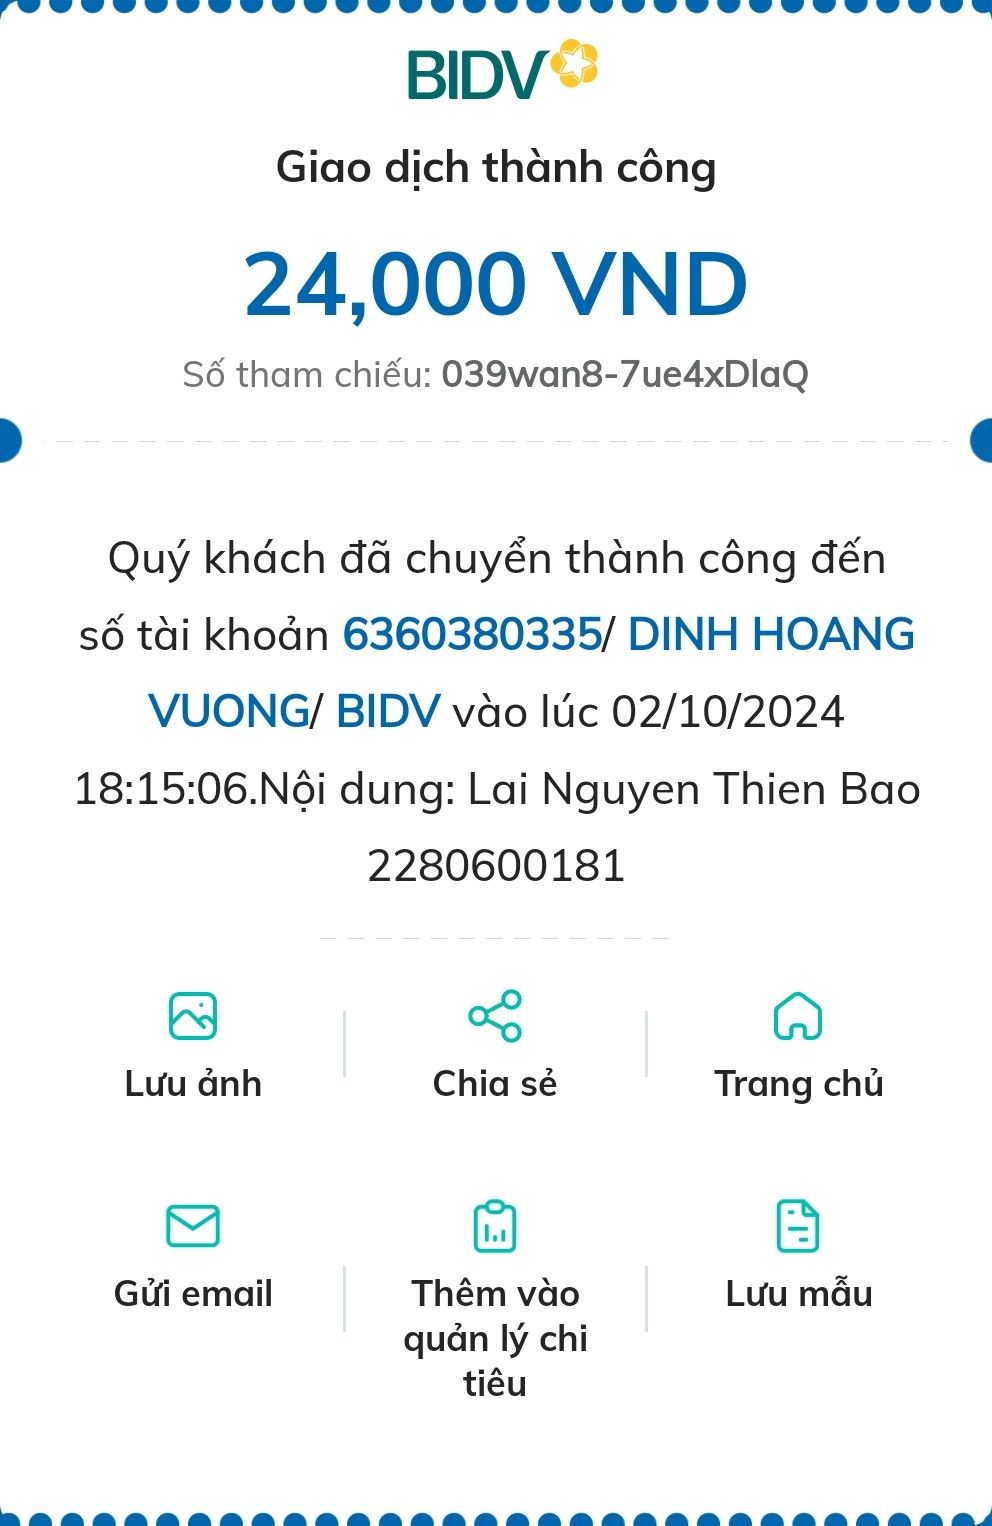 BIDV
Giao dịch thành công
24,000 VND
Số tham chiếu: 039wan8-7ue4xDlaQ
Quý khách đã chuyển thành công đến
số tài khoản 6360380335/ DINH HOANG
VUONG/ BIDV vào lúc 02/10/2024
18:15:06.Nội dung: Lai Nguyen Thien Bao
2280600181
Lưu ảnh
Chia sẻ
Trang chủ
Gửi email
Thêm vào
quản lý chi
tiêu
Lưu mẫu